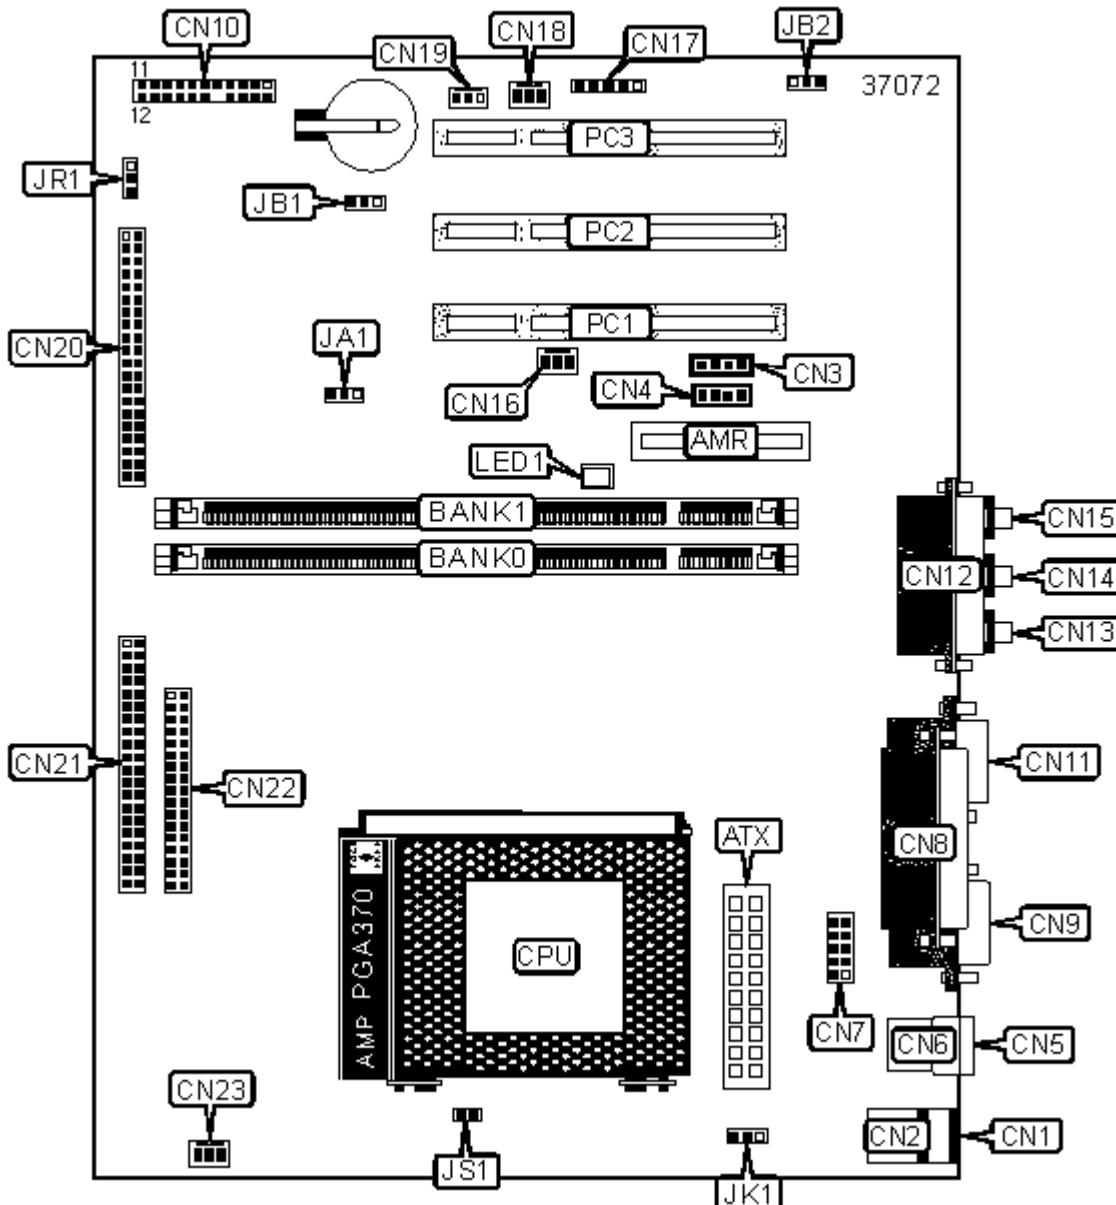 CN10
CN19
CN18
CN17
JB2
11
12
37072
PC3
JR1
JB1
PC2
PC1
CN20
JA1
CN16
CN4
CN3
AMR
LED1
BANK1
BANK0
CN15
CN12
CN14
CN13
CN21
CN22
CN11
ATX
CN8
AMP PGA370
CPU
CN9
CN7
CN6
CN5
CN23
CN2
CN1
JS1
JK1